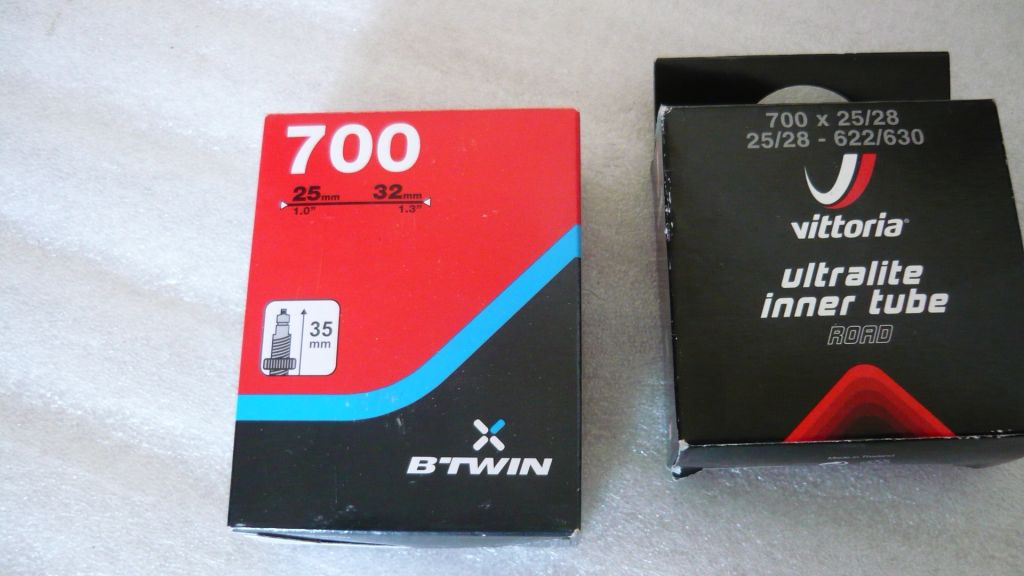 700
25mm 32mm
1.0" 1.3"
35
mm
B'TWIN
700 x 25/28
25/28 - 622/630
vittoria
ultralite
inner tube
ROAD